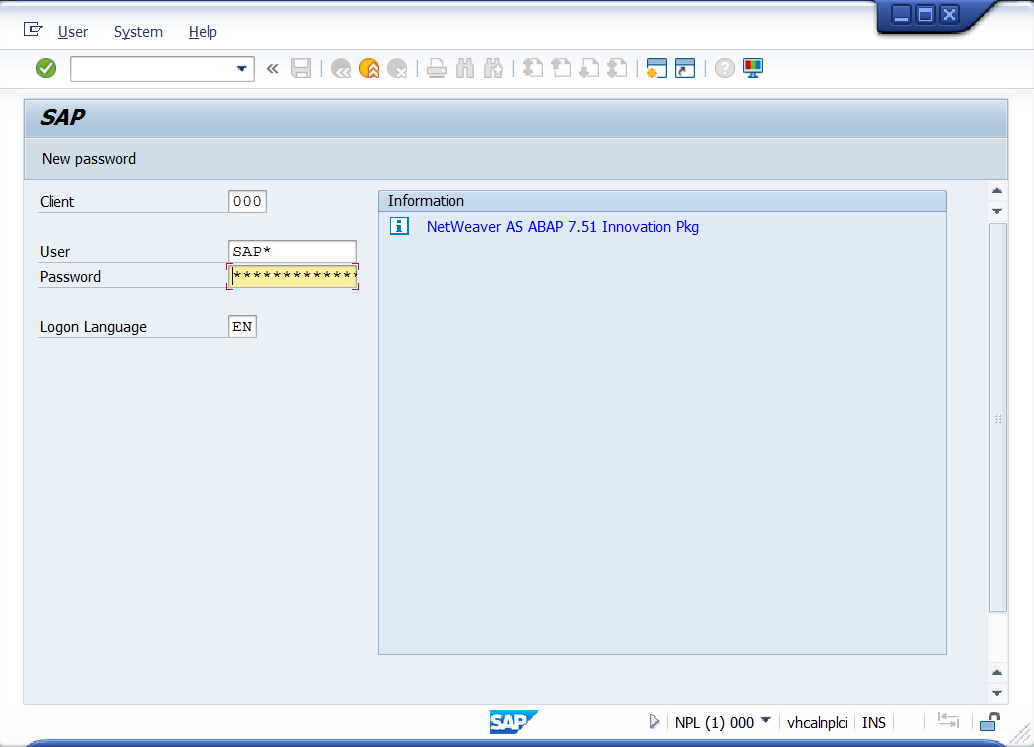 User System Help
SAP
New password
Client 000
Information
NetWeaver AS ABAP 7.51 Innovation Pkg
User SAP*
Password *************
Logon Language EN
SAP NPL (1) 000 vhcalnplci INS